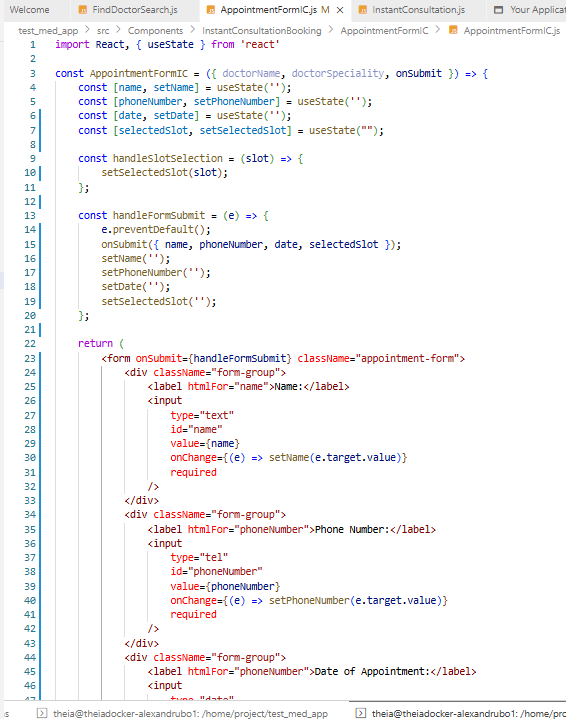 Welcome FindDoctorSearch.js AppointmentFormIC.js M InstantConsultation.js Your Applicat
test_med_app > src > Components > InstantConsultationBooking > AppointmentFormIC > AppointmentFormIC.js
1 import React, { useState } from 'react'
2
3 const AppointmentFormIC = ({ doctorName, doctorSpeciality, onSubmit }) => {
4 const [name, setName] = useState('');
5 const [phoneNumber, setPhoneNumber] = useState('');
6 const [date, setDate] = useState('');
7 const [selectedSlot, setSelectedSlot] = useState("");
8
9 const handleSlotSelection = (slot) => {
10 setSelectedSlot(slot);
11 };
12
13 const handleFormSubmit = (e) => {
14 e.preventDefault();
15 onSubmit({ name, phoneNumber, date, selectedSlot });
16 setName('');
17 setPhoneNumber('');
18 setDate('');
19 setSelectedSlot('');
20 };
21
22 return (
23 <form onSubmit={handleFormSubmit} className="appointment-form">
24 <div className="form-group">
25 <label htmlFor="name">Name:</label>
26 <input
27 type="text"
28 id="name"
29 value={name}
30 onChange={(e) => setName(e.target.value)}
31 required
32 />
33 </div>
34 <div className="form-group">
35 <label htmlFor="phoneNumber">Phone Number:</label>
36 <input
37 type="tel"
38 id="phoneNumber"
39 value={phoneNumber}
40 onChange={(e) => setPhoneNumber(e.target.value)}
41 required
42 />
43 </div>
44 <div className="form-group">
45 <label htmlFor="phoneNumber">Date of Appointment:</label>
46 <input
47 type="date"
ns theia@theiadocker-alexandrubo1: /home/project/test_med_app theia@theiadocker-alexandrubo1: /home/pro